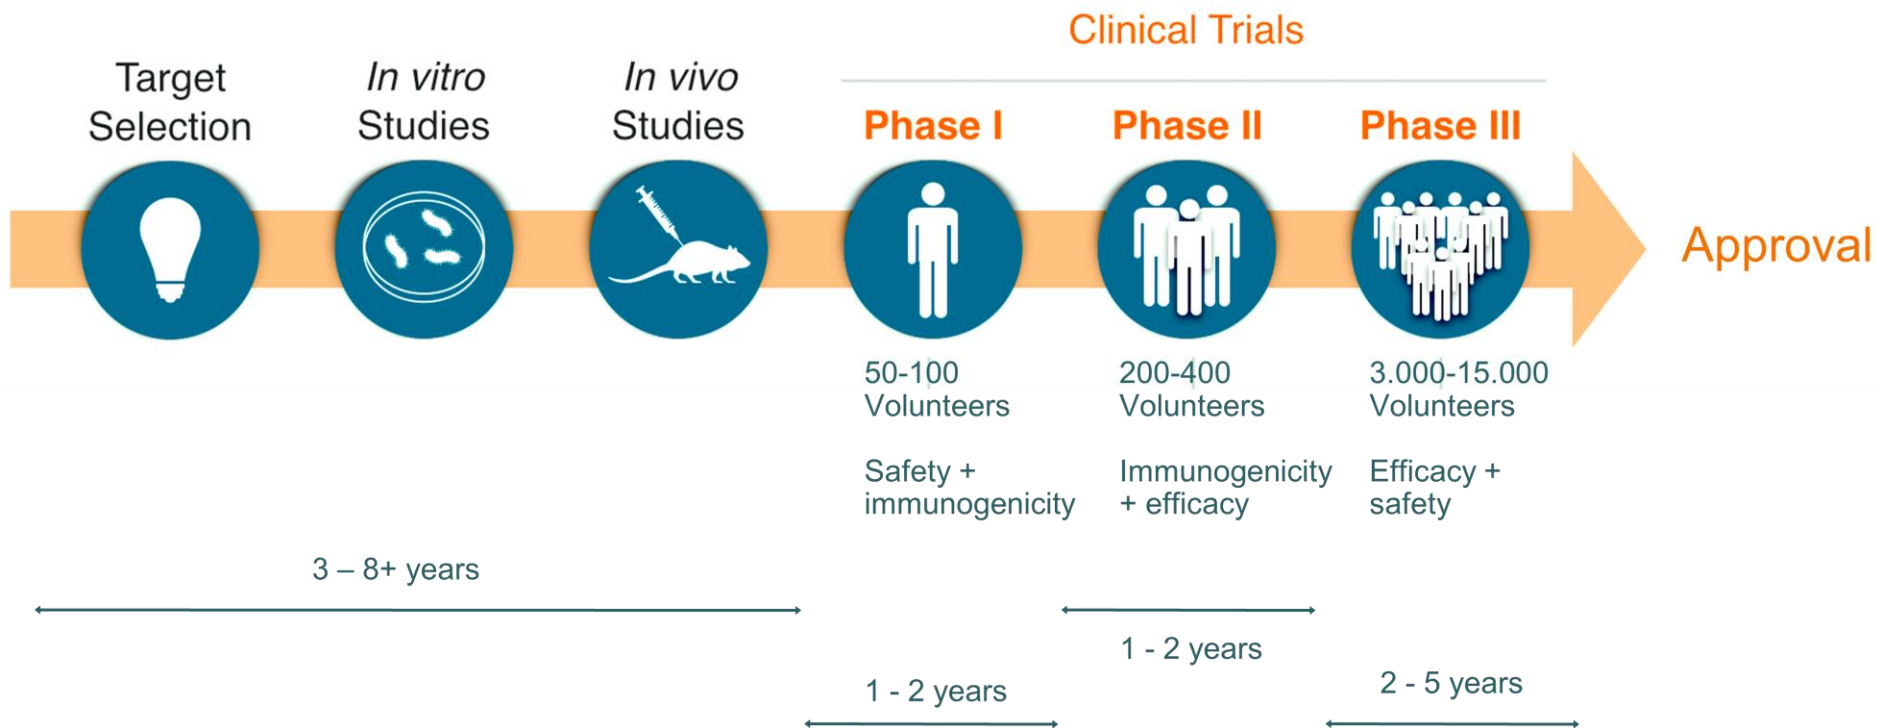 Clinical Trials
Target
Selection
In vitro
Studies
In vivo
Studies
Phase I
Phase II
Phase III
Approval
50-100
Volunteers
200-400
Volunteers
3.000-15.000
Volunteers
Safety +
immunogenicity
Immunogenicity
+ efficacy
Efficacy +
safety
3 – 8+ years
1 - 2 years
1 - 2 years
2 - 5 years